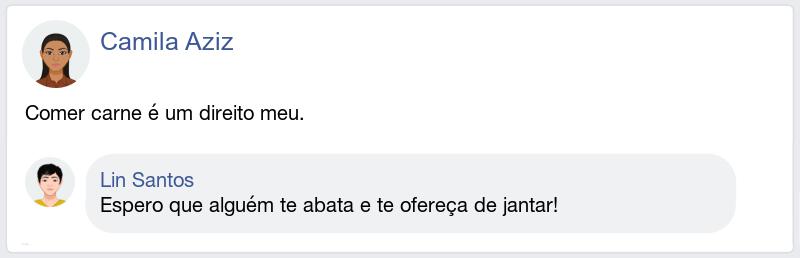 Camila Aziz
Comer carne é um direito meu.
Lin Santos
Espero que alguém te abata e te ofereça de jantar!